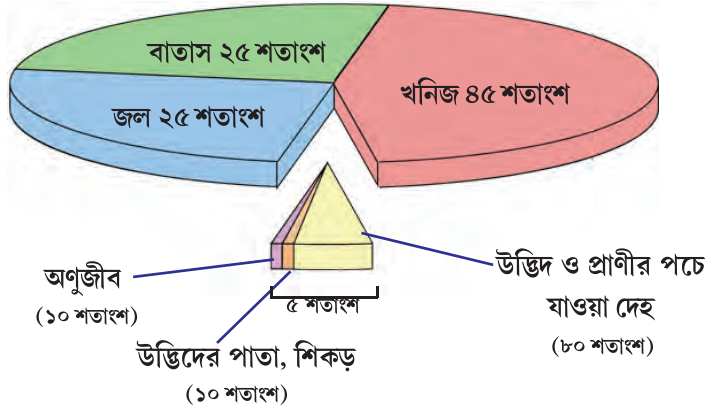 বাতাস ২৫ শতাংশ
খনিজ ৪৫ শতাংশ
জল ২৫ শতাংশ
অণুজীব
(১০ শতাংশ)
৫ শতাংশ
উদ্ভিদ ও প্রাণীর পচে
যাওয়া দেহ
(৮০ শতাংশ)
উদ্ভিদের পাতা, শিকড়
(১০ শতাংশ)